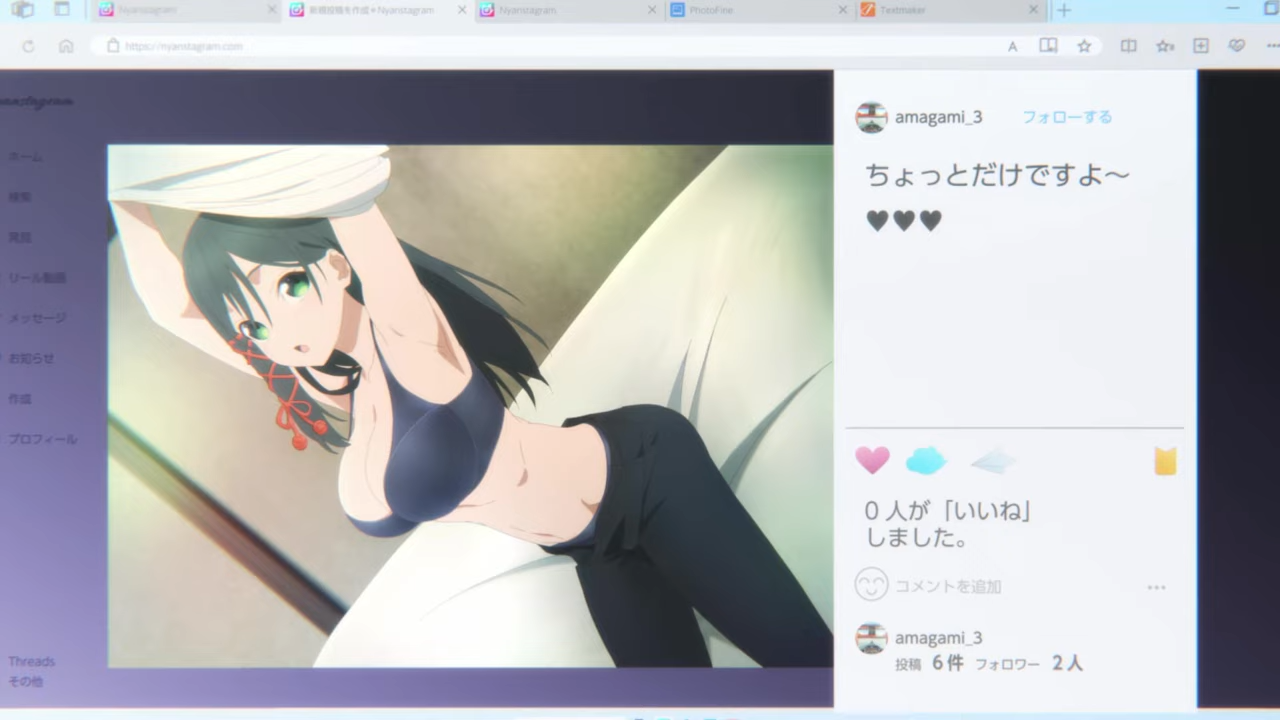 Nyanstagram
新規投稿を作成•Nyanstagram
Nyanstagram
PhotoFine
Textmaker
https://nyanstagram.com
A
ホーム
検索
発見
リール動画
メッセージ
お知らせ
作成
プロフィール
Threads
その他
amagami_3 フォローする
ちょっとだけですよ～
♥♥♥
0 人が「いいね」
しました。
コメントを追加
amagami_3
投稿 6件 フォロワー 2人